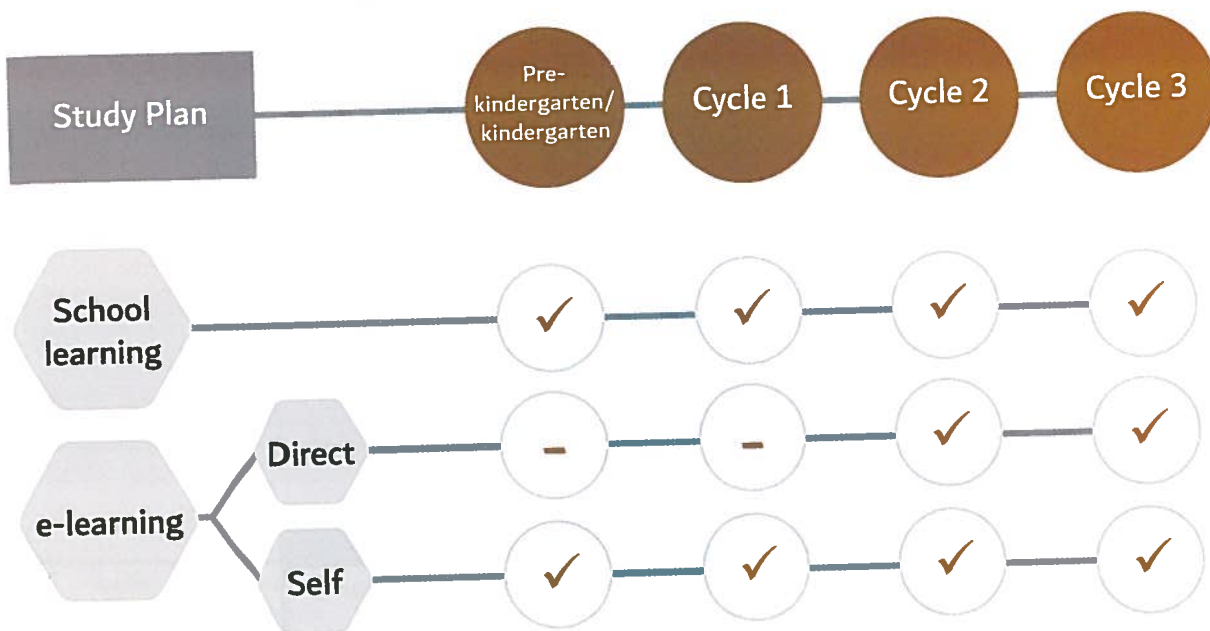 Study Plan
Pre-
kindergarten/
kindergarten
Cycle 1
Cycle 2
Cycle 3
School
learning
✓ ✓ ✓ ✓
e-learning
Direct
- - ✓ ✓
Self
✓ ✓ ✓ ✓